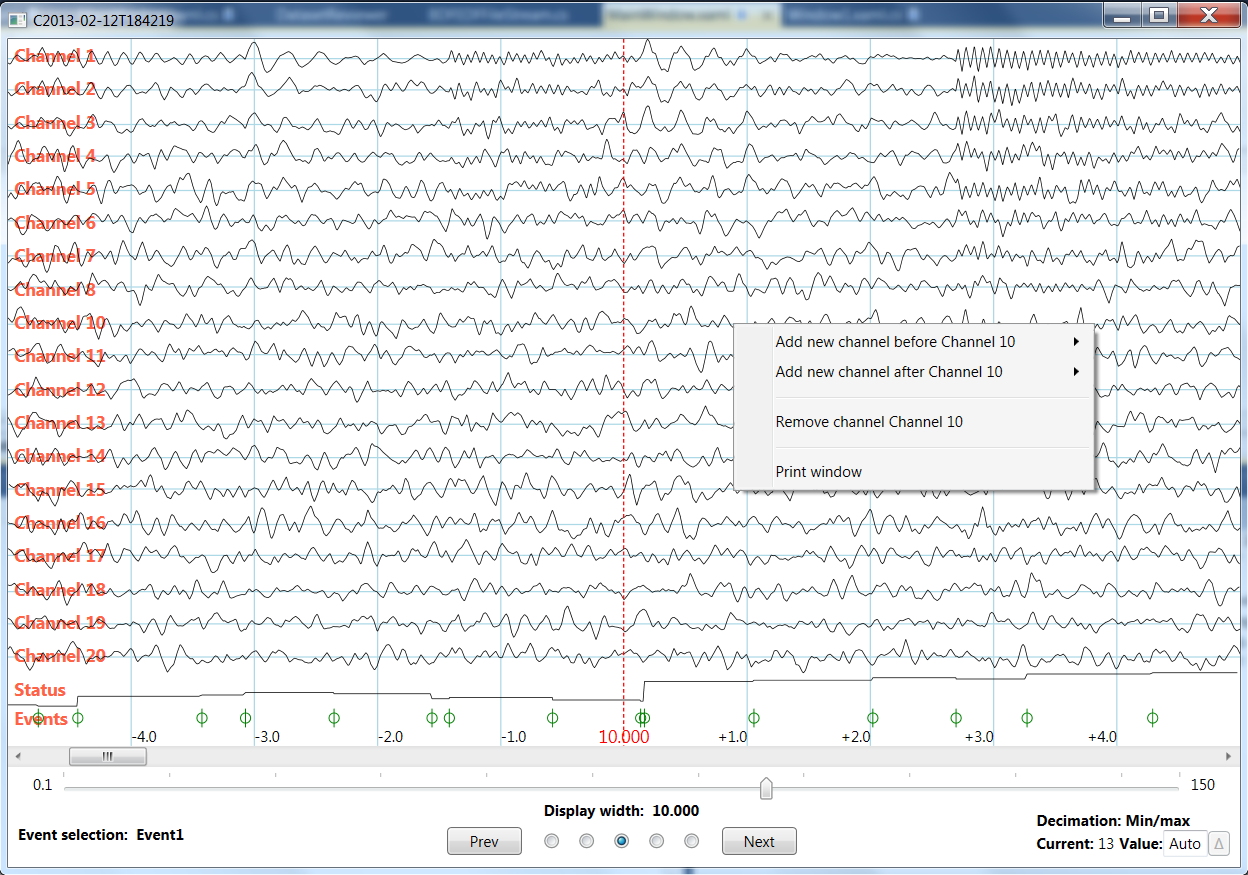 C2013-02-12T184219
Channel 1
Channel 2
Channel 3
Channel 4
Channel 5
Channel 6
Channel 7
Channel 8
Channel 10
Channel 11
Channel 12
Channel 13
Channel 14
Channel 15
Channel 16
Channel 17
Channel 18
Channel 19
Channel 20
Status
Events
Add new channel before Channel 10
Add new channel after Channel 10
Remove channel Channel 10
Print window
-4.0 -3.0 -2.0 -1.0 10.000 +1.0 +2.0 +3.0 +4.0
0.1 150
Display width: 10.000
Event selection: Event1
Prev Next
Decimation: Min/max
Current: 13 Value: Auto